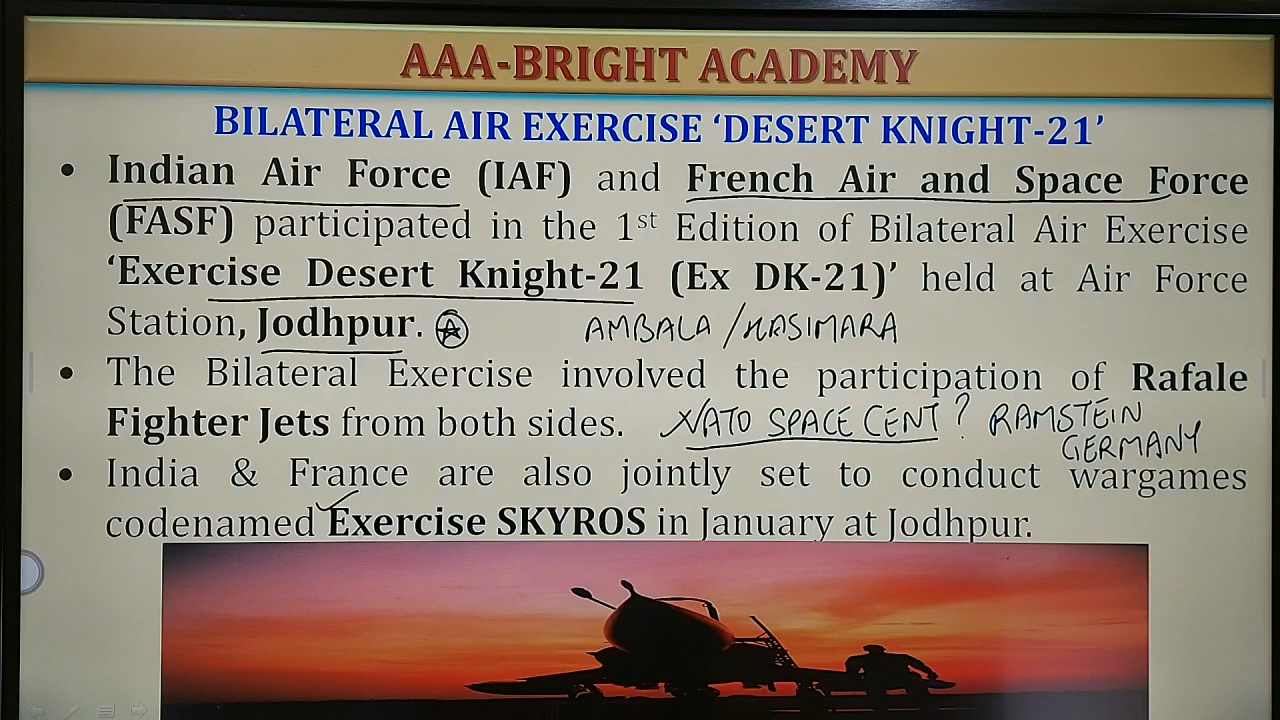 AAA-BRIGHT ACADEMY
BILATERAL AIR EXERCISE ‘DESERT KNIGHT-21’
• Indian Air Force (IAF) and French Air and Space Force
(FASF) participated in the 1st Edition of Bilateral Air Exercise
‘Exercise Desert Knight-21 (Ex DK-21)’ held at Air Force
Station, Jodhpur. AMBALA / HASIMARA
• The Bilateral Exercise involved the participation of Rafale
Fighter Jets from both sides. NATO SPACE CENT ? RAMSTEIN
GERMANY
• India & France are also jointly set to conduct wargames
codenamed Exercise SKYROS in January at Jodhpur.